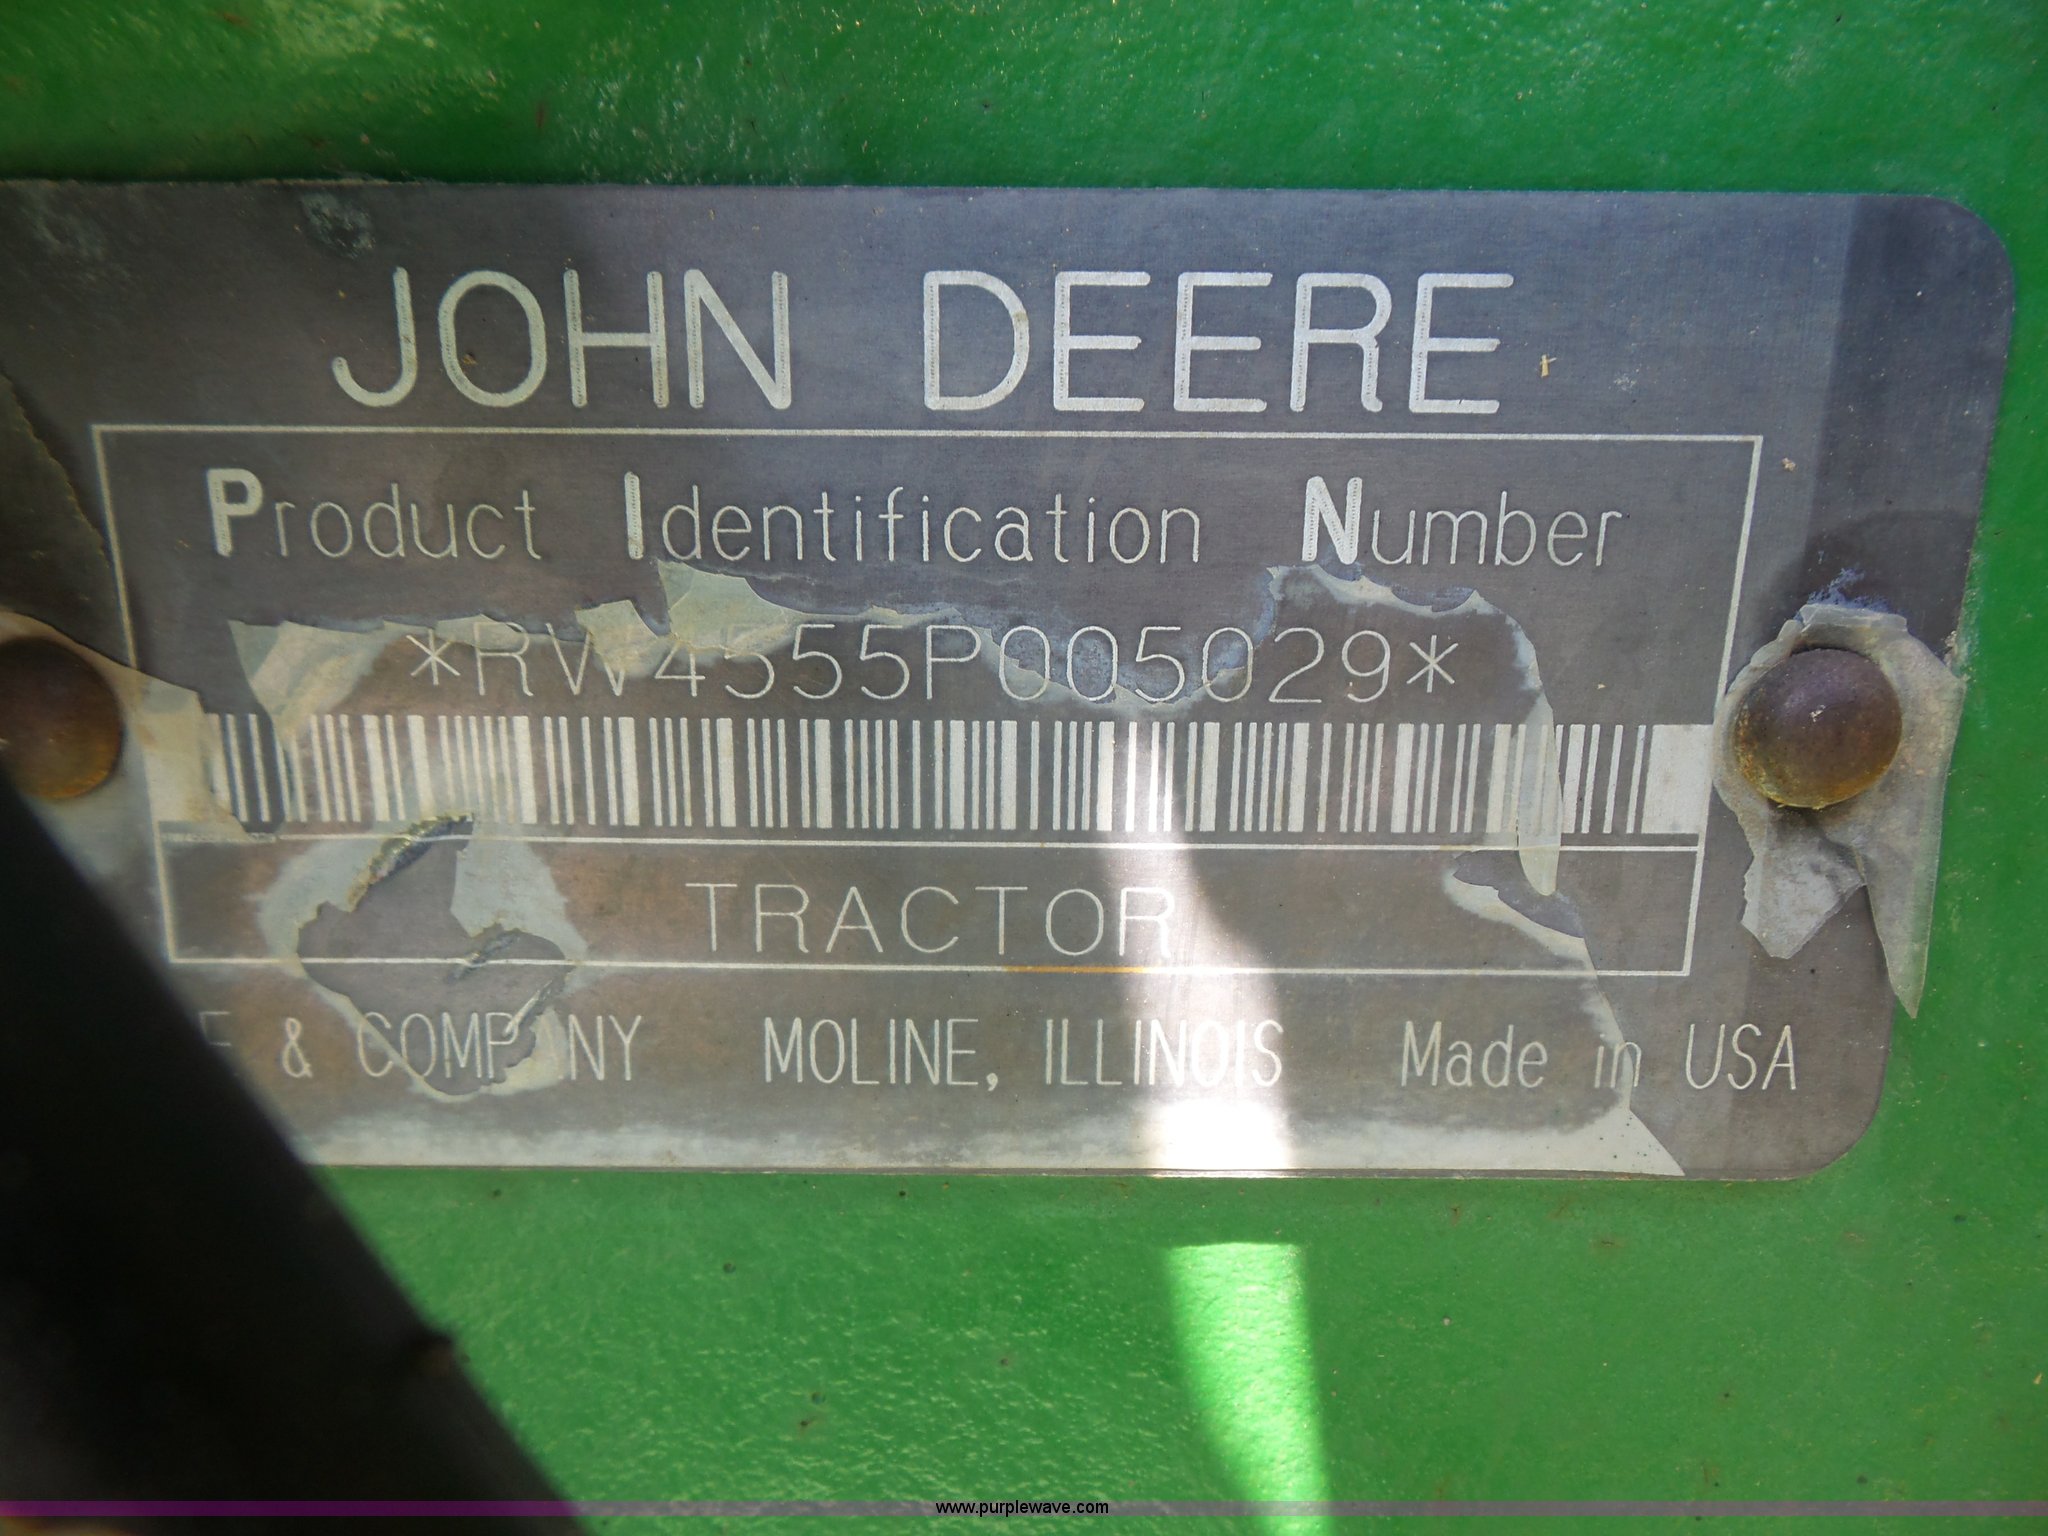 JOHN DEERE
Product Identification Number
*RW4555P005029*
TRACTOR
& COMPANY MOLINE, ILLINOIS Made in USA
www.purplewave.com